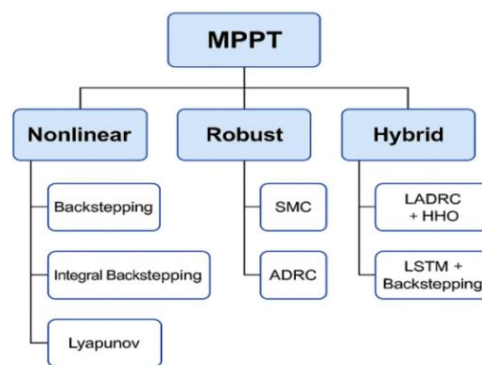 MPPT
Nonlinear
Robust
Hybrid
Backstepping
SMC
LADRC
+ HHO
Integral Backstepping
ADRC
LSTM +
Backstepping
Lyapunov